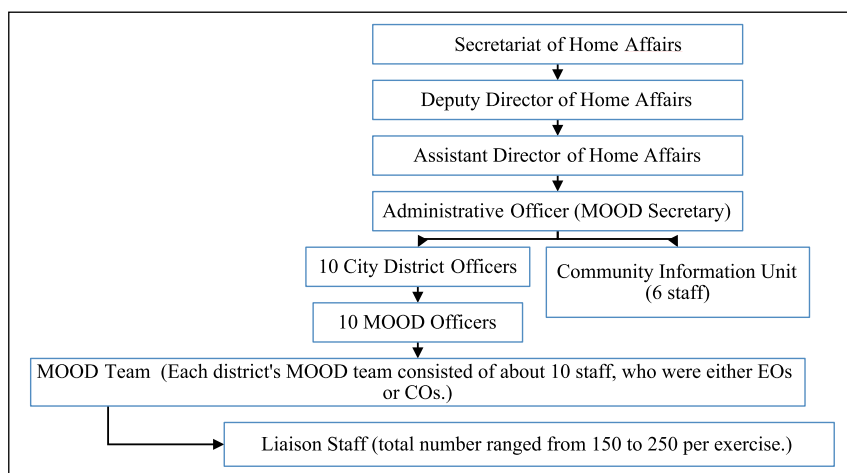 Secretariat of Home Affairs
Deputy Director of Home Affairs
Assistant Director of Home Affairs
Administrative Officer (MOOD Secretary)
10 City District Officers
Community Information Unit
(6 staff)
10 MOOD Officers
MOOD Team (Each district's MOOD team consisted of about 10 staff, who were either EOs
or COs.)
Liaison Staff (total number ranged from 150 to 250 per exercise.)